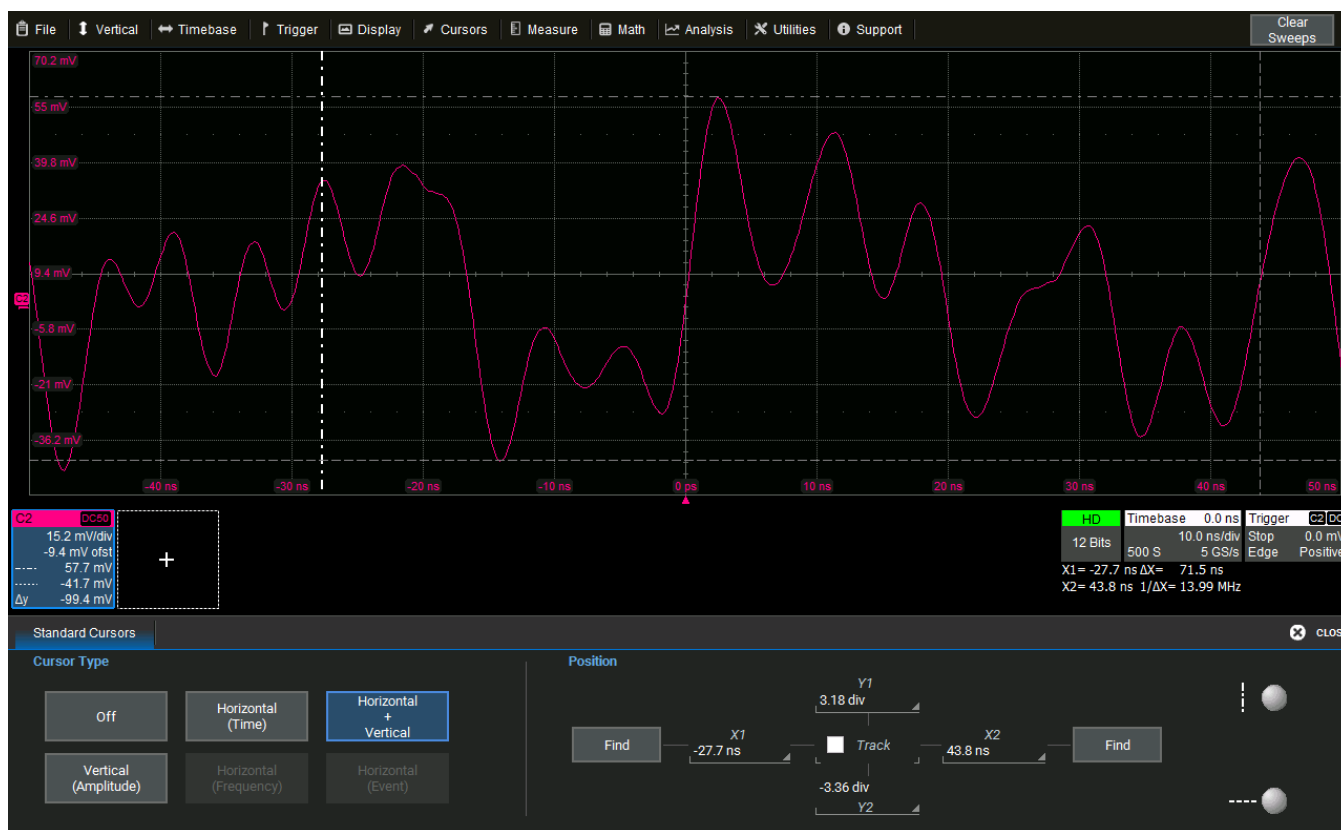 File Vertical Timebase Trigger Display Cursors Measure Math Analysis Utilities Support Clear Sweeps
70.2 mV
55 mV
39.8 mV
24.6 mV
9.4 mV
C2
-5.8 mV
-21 mV
-36.2 mV
-40 ns -30 ns -20 ns -10 ns 0 ps 10 ns 20 ns 30 ns 40 ns 50 ns
C2 DC50
15.2 mV/div
-9.4 mV ofst
57.7 mV
-41.7 mV
Δy -99.4 mV
+
HD
12 Bits
Timebase 0.0 ns
10.0 ns/div
500 S 5 GS/s
Trigger C2 DC
Stop 0.0 mV
Edge Positive
X1= -27.7 ns ΔX= 71.5 ns
X2= 43.8 ns 1/ΔX= 13.99 MHz
Standard Cursors
CLOS
Cursor Type
Off
Horizontal
(Time)
Horizontal
+
Vertical
Vertical
(Amplitude)
Horizontal
(Frequency)
Horizontal
(Event)
Position
Y1
3.18 div
Find
X1
-27.7 ns
Track
X2
43.8 ns
Find
-3.36 div
Y2